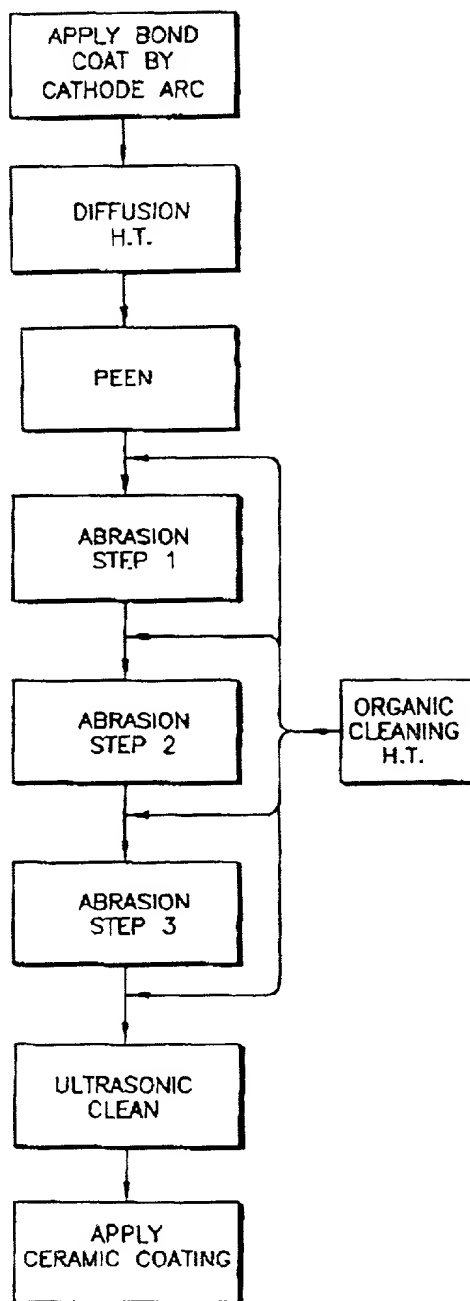 APPLY BOND
COAT BY
CATHODE ARC
DIFFUSION
H.T.
PEEN
ABRASION
STEP 1
ABRASION
STEP 2
ORGANIC
CLEANING
H.T.
ABRASION
STEP 3
ULTRASONIC
CLEAN
APPLY
CERAMIC COATING